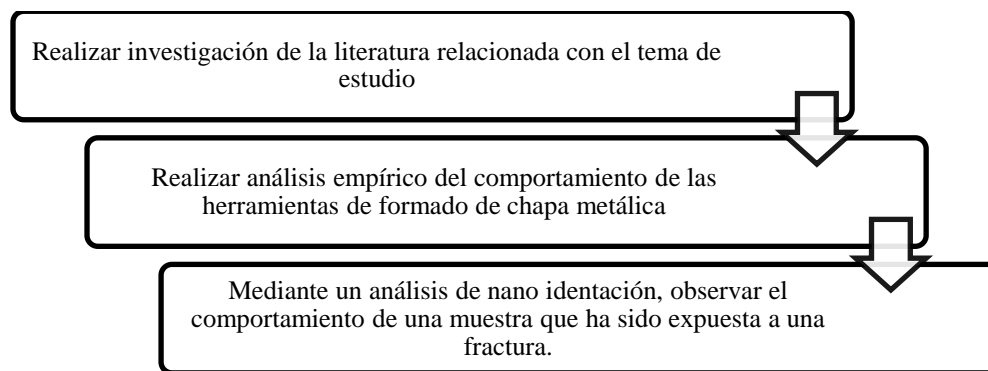 Realizar investigación de la literatura relacionada con el tema de
estudio
Realizar análisis empírico del comportamiento de las
herramientas de formado de chapa metálica
Mediante un análisis de nano identación, observar el
comportamiento de una muestra que ha sido expuesta a una
fractura.